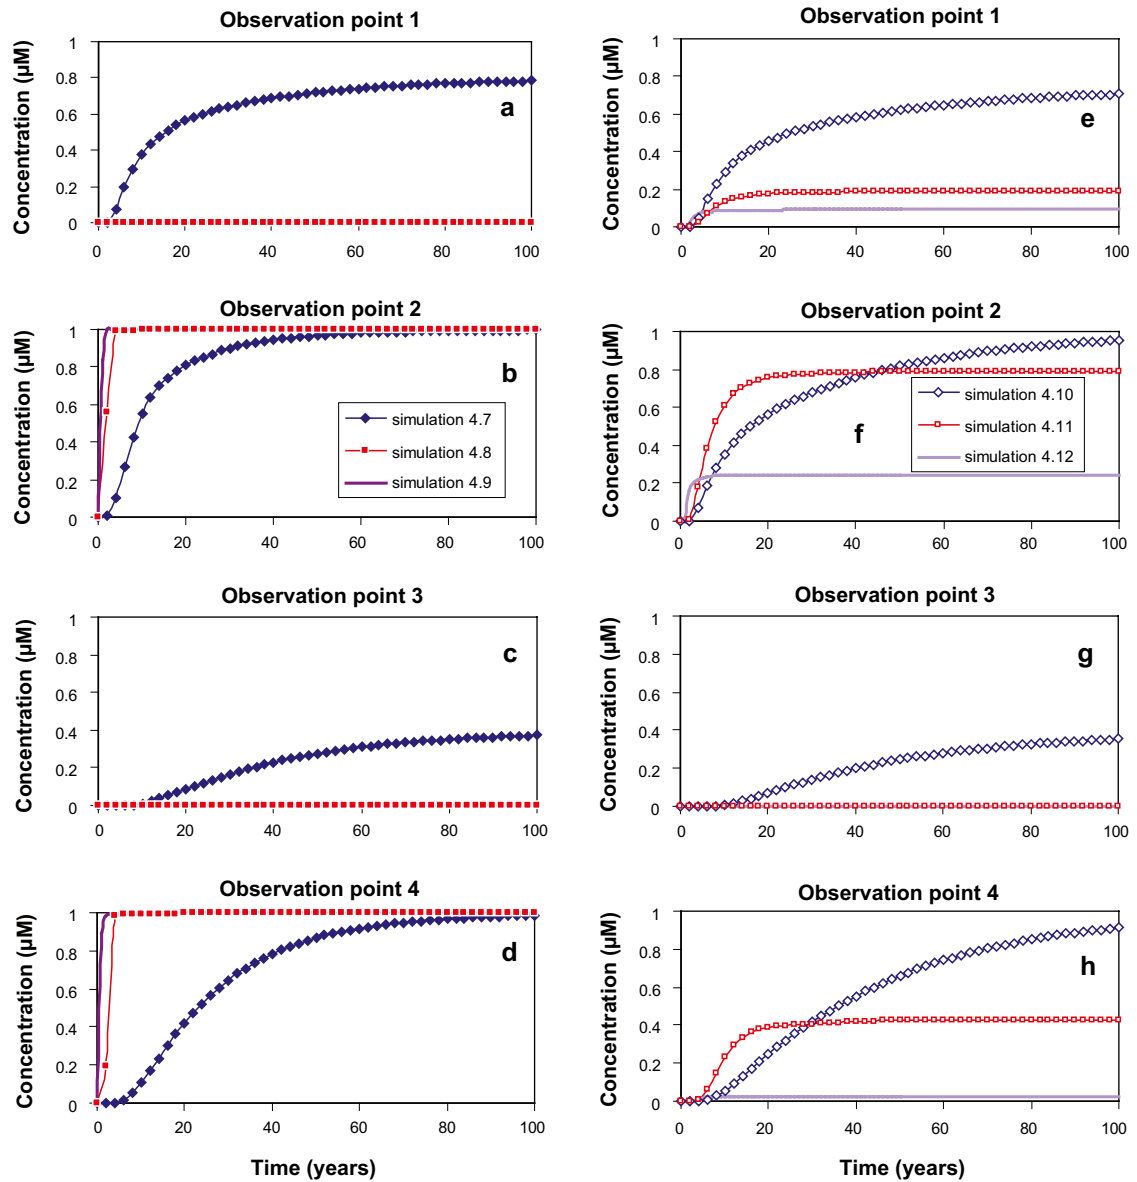 Observation point 1
Concentration (µM)
1
0.8
0.6
0.4
0.2
0
a
0 20 40 60 80 100
Observation point 2
Concentration (µM)
1
0.8
0.6
0.4
0.2
0
b
simulation 4.7
simulation 4.8
simulation 4.9
0 20 40 60 80 100
Observation point 3
Concentration (µM)
1
0.8
0.6
0.4
0.2
0
c
0 20 40 60 80 100
Observation point 4
Concentration (µM)
1
0.8
0.6
0.4
0.2
0
d
0 20 40 60 80 100
Time (years)
Observation point 1
Concentration (µM)
1
0.8
0.6
0.4
0.2
0
e
0 20 40 60 80 100
Observation point 2
Concentration (µM)
1
0.8
0.6
0.4
0.2
0
f
simulation 4.10
simulation 4.11
simulation 4.12
0 20 40 60 80 100
Observation point 3
Concentration (µM)
1
0.8
0.6
0.4
0.2
0
g
0 20 40 60 80 100
Observation point 4
Concentration (µM)
1
0.8
0.6
0.4
0.2
0
h
0 20 40 60 80 100
Time (years)